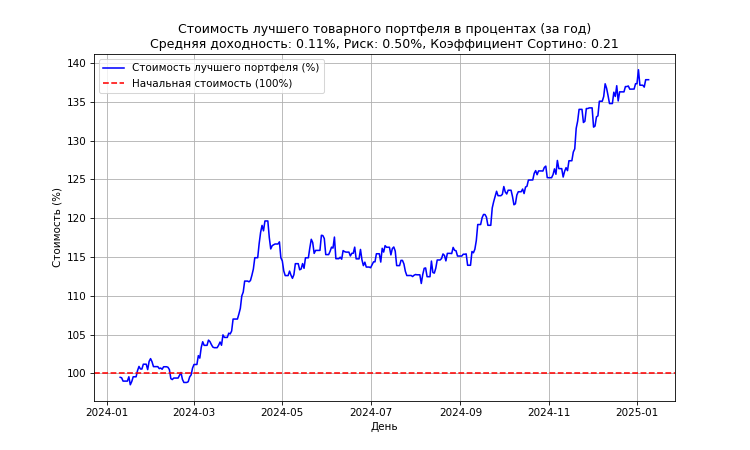 Стоимость лучшего товарного портфеля в процентах (за год)
Средняя доходность: 0.11%, Риск: 0.50%, Коэффициент Сортино: 0.21
Стоимость лучшего портфеля (%)
Начальная стоимость (100%)
Стоимость (%)
140
135
130
125
120
115
110
105
100
2024-01
2024-03
2024-05
2024-07
2024-09
2024-11
2025-01
День